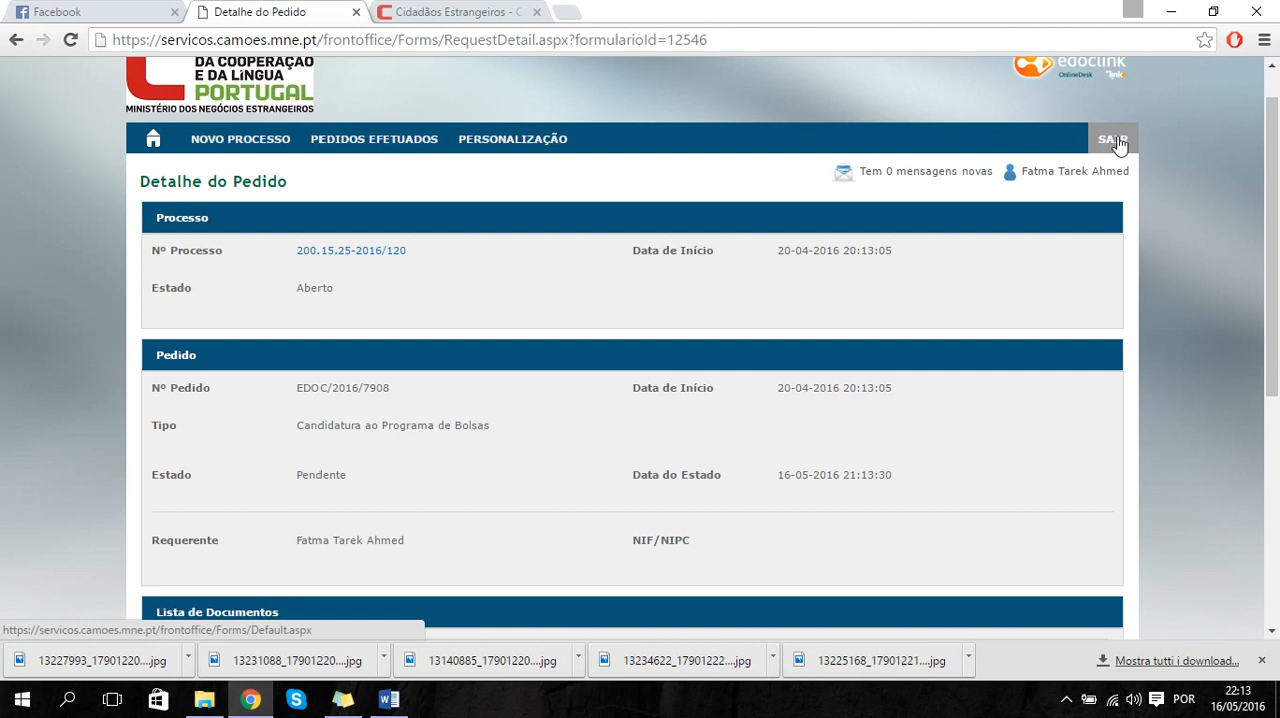 Facebook
Detalhe do Pedido
Cidadãos Estrangeiros - C
https://servicos.camoes.mne.pt/frontoffice/Forms/RequestDetail.aspx?formularioId=12546
DA COOPERAÇÃO
E DA LÍNGUA
PORTUGAL
MINISTÉRIO DOS NEGÓCIOS ESTRANGEIROS
edoclink
OnlineDesk by link
NOVO PROCESSO PEDIDOS EFETUADOS PERSONALIZAÇÃO SAIR
Tem 0 mensagens novas Fatma Tarek Ahmed
Detalhe do Pedido
Processo
Nº Processo 200.15.25-2016/120 Data de Início 20-04-2016 20:13:05
Estado Aberto
Pedido
Nº Pedido EDOC/2016/7908 Data de Início 20-04-2016 20:13:05
Tipo Candidatura ao Programa de Bolsas
Estado Pendente Data do Estado 16-05-2016 21:13:30
Requerente Fatma Tarek Ahmed NIF/NIPC
Lista de Documentos
https://servicos.camoes.mne.pt/frontoffice/Forms/Default.aspx
13227993_17901220....jpg 13231088_17901220....jpg 13140885_1790122....jpg 13234622_17901222....jpg 13225168_17901221....jpg Mostra tutti i download...
POR 22:13
16/05/2016